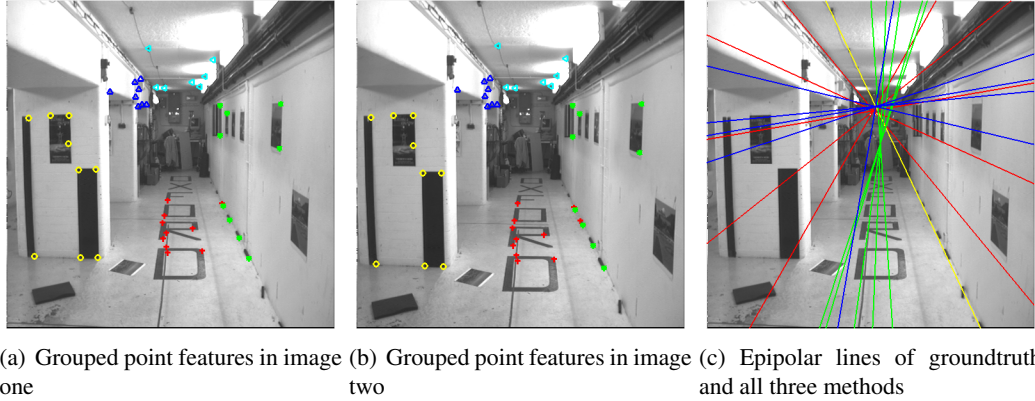 (a) Grouped point features in image
one
(b) Grouped point features in image
two
(c) Epipolar lines of groundtruth
and all three methods